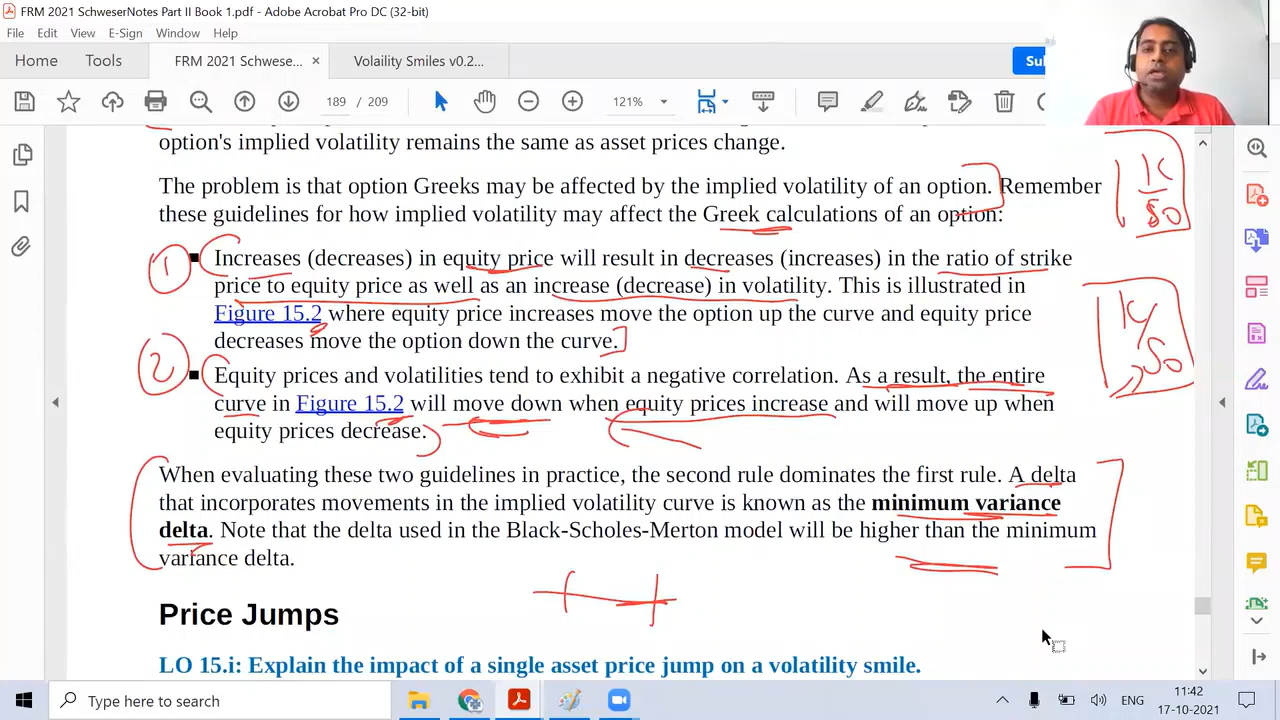 FRM 2021 SchweserNotes Part II Book 1.pdf - Adobe Acrobat Pro DC (32-bit)
File Edit View E-Sign Window Help
Home Tools FRM 2021 Schwese... × Volaility Smiles v0.2...
189 / 209 121%
option's implied volatility remains the same as asset prices change.
The problem is that option Greeks may be affected by the implied volatility of an option. Remember
these guidelines for how implied volatility may affect the Greek calculations of an option:
1 ■ Increases (decreases) in equity price will result in decreases (increases) in the ratio of strike
price to equity price as well as an increase (decrease) in volatility. This is illustrated in
Figure 15.2 where equity price increases move the option up the curve and equity price
decreases move the option down the curve.
2 ■ Equity prices and volatilities tend to exhibit a negative correlation. As a result, the entire
curve in Figure 15.2 will move down when equity prices increase and will move up when
equity prices decrease.
When evaluating these two guidelines in practice, the second rule dominates the first rule. A delta
that incorporates movements in the implied volatility curve is known as the minimum variance
delta. Note that the delta used in the Black-Scholes-Merton model will be higher than the minimum
variance delta.
Price Jumps
LO 15.i: Explain the impact of a single asset price jump on a volatility smile.
Type here to search
ENG
11:42
17-10-2021